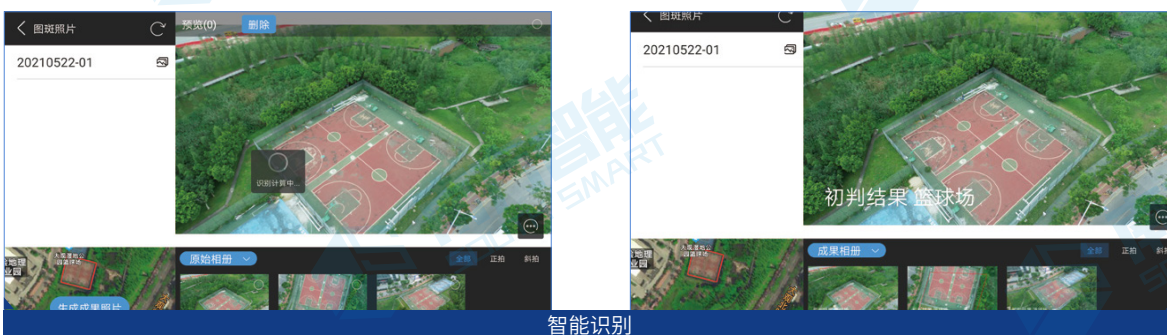 图斑照片
预览(0) 删除
20210522-01
识别计算中...
原始相册
全部 正拍 斜拍
生成成果照片
图斑照片
20210522-01
初判结果 篮球场
成果相册
全部 正拍
智能
SMART
智能识别